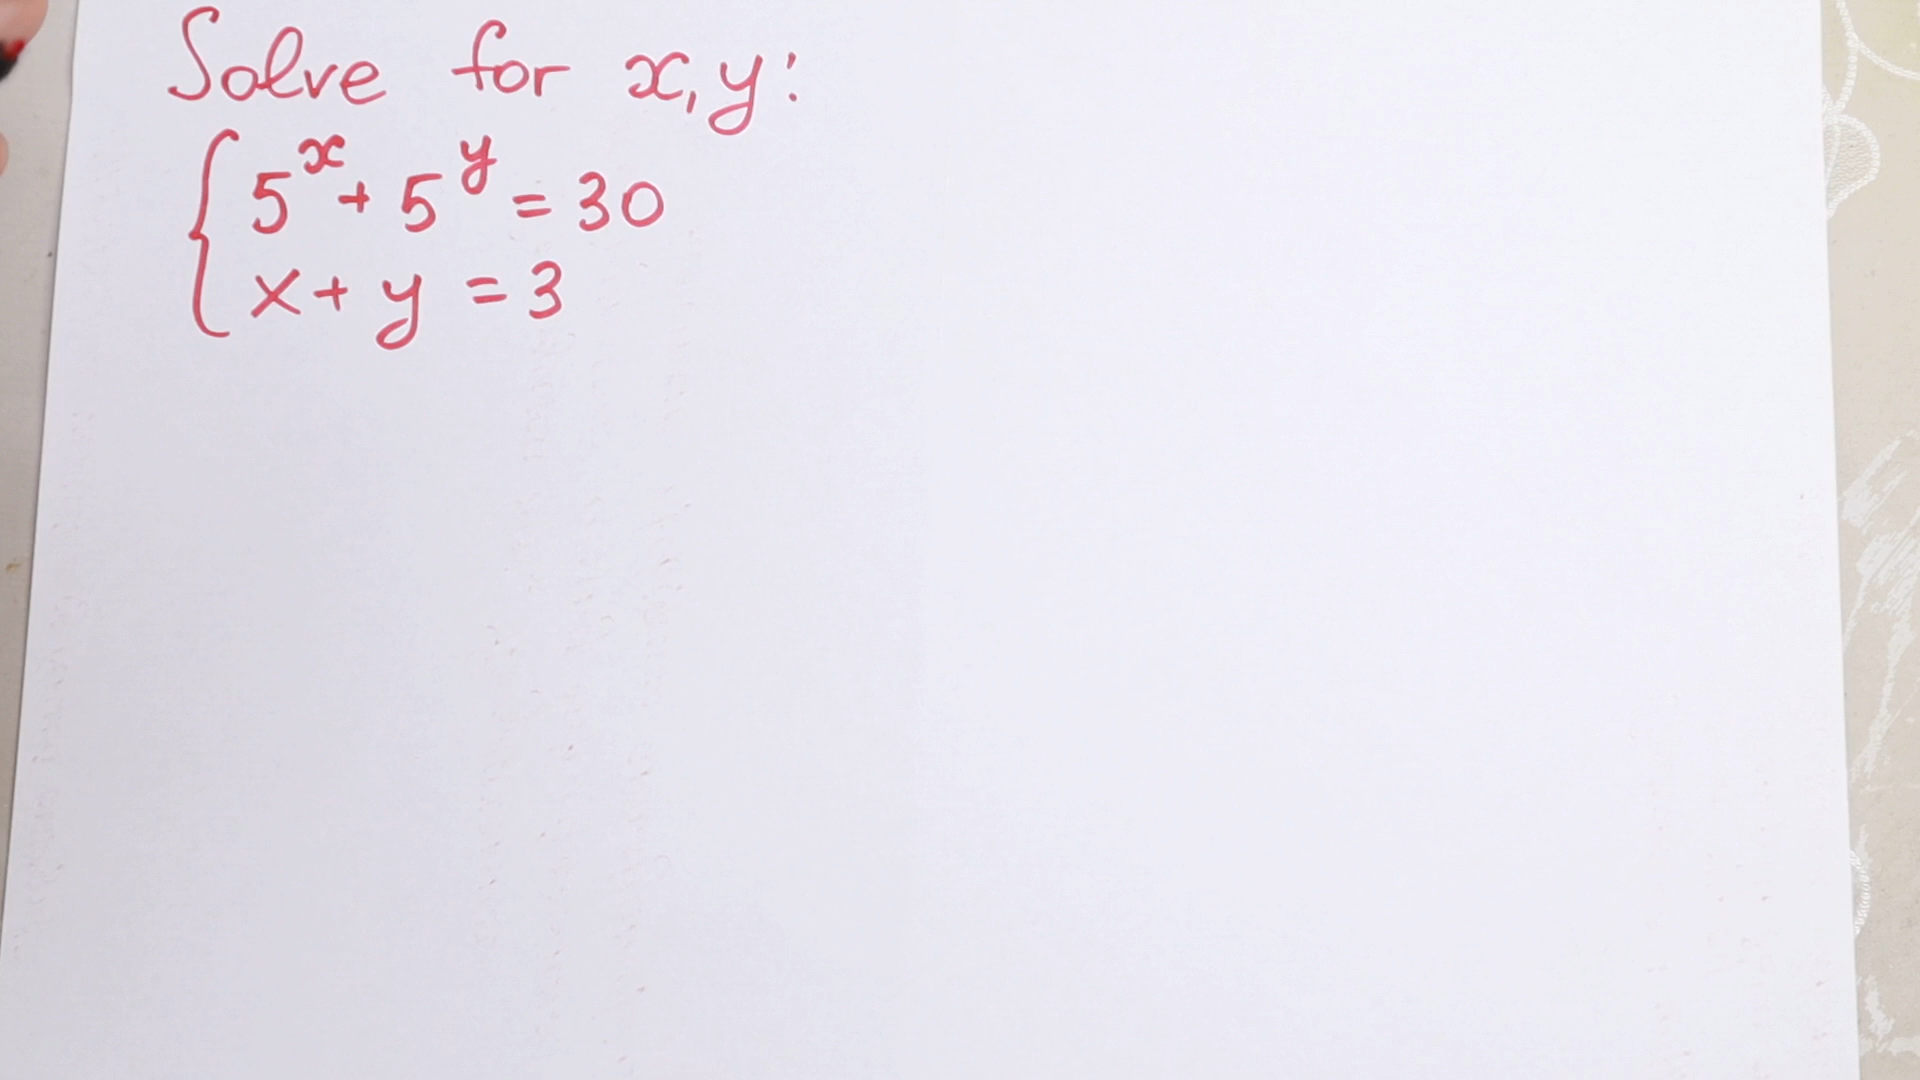 Solve for x, y:
5^x + 5^y = 30
x + y = 3